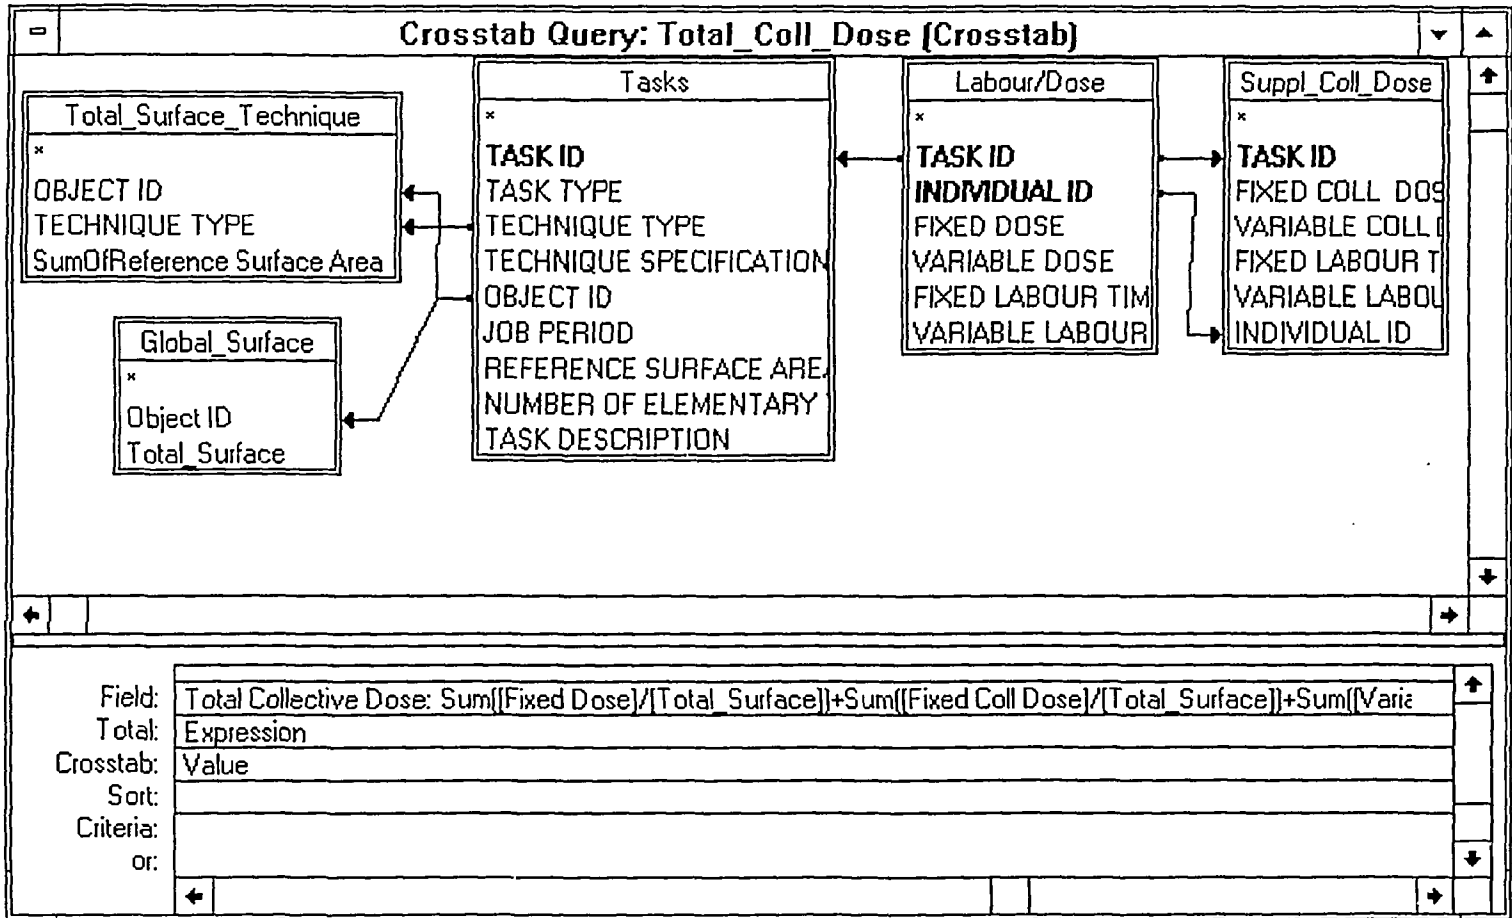 Crosstab Query: Total_Coll_Dose (Crosstab)
Total_Surface_Technique
*
OBJECT ID
TECHNIQUE TYPE
SumOfReference Surface Area
Global_Surface
*
Object ID
Total_Surface
Tasks
*
TASK ID
TASK TYPE
TECHNIQUE TYPE
TECHNIQUE SPECIFICATION
OBJECT ID
JOB PERIOD
REFERENCE SURFACE AREA
NUMBER OF ELEMENTARY
TASK DESCRIPTION
Labour/Dose
*
TASK ID
INDIVIDUAL ID
FIXED DOSE
VARIABLE DOSE
FIXED LABOUR TIM
VARIABLE LABOUR
Suppl_Coll_Dose
*
TASK ID
FIXED COLL DOS
VARIABLE COLL D
FIXED LABOUR T
VARIABLE LABOU
INDIVIDUAL ID
Field: Total Collective Dose: Sum([Fixed Dose]/[Total_Surface])+Sum([Fixed Coll Dose]/[Total_Surface])+Sum([Varia
Total: Expression
Crosstab: Value
Sort:
Criteria:
or: